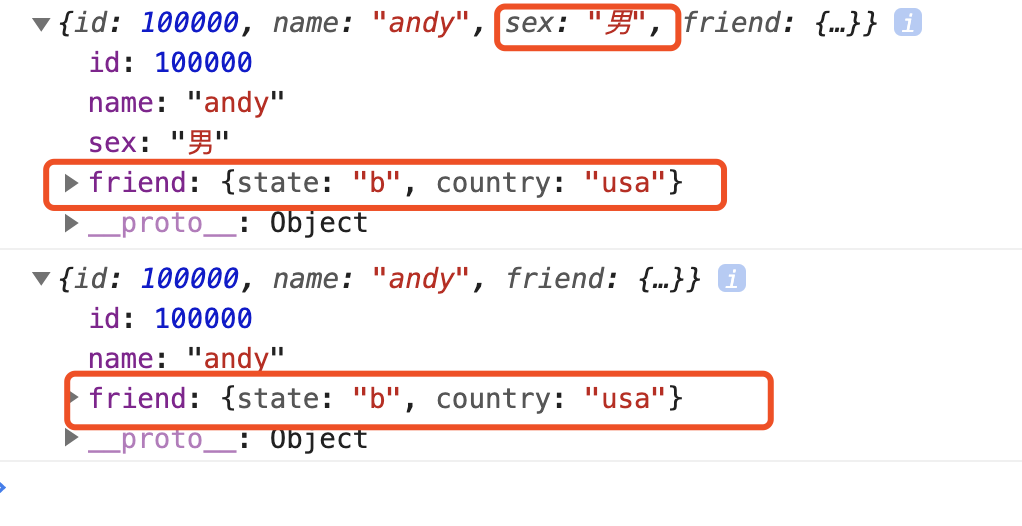 {id: 100000, name: "andy", sex: "男", friend: {…}} i
id: 100000
name: "andy"
sex: "男"
friend: {state: "b", country: "usa"}
__proto__: Object
{id: 100000, name: "andy", friend: {…}} i
id: 100000
name: "andy"
friend: {state: "b", country: "usa"}
__proto__: Object